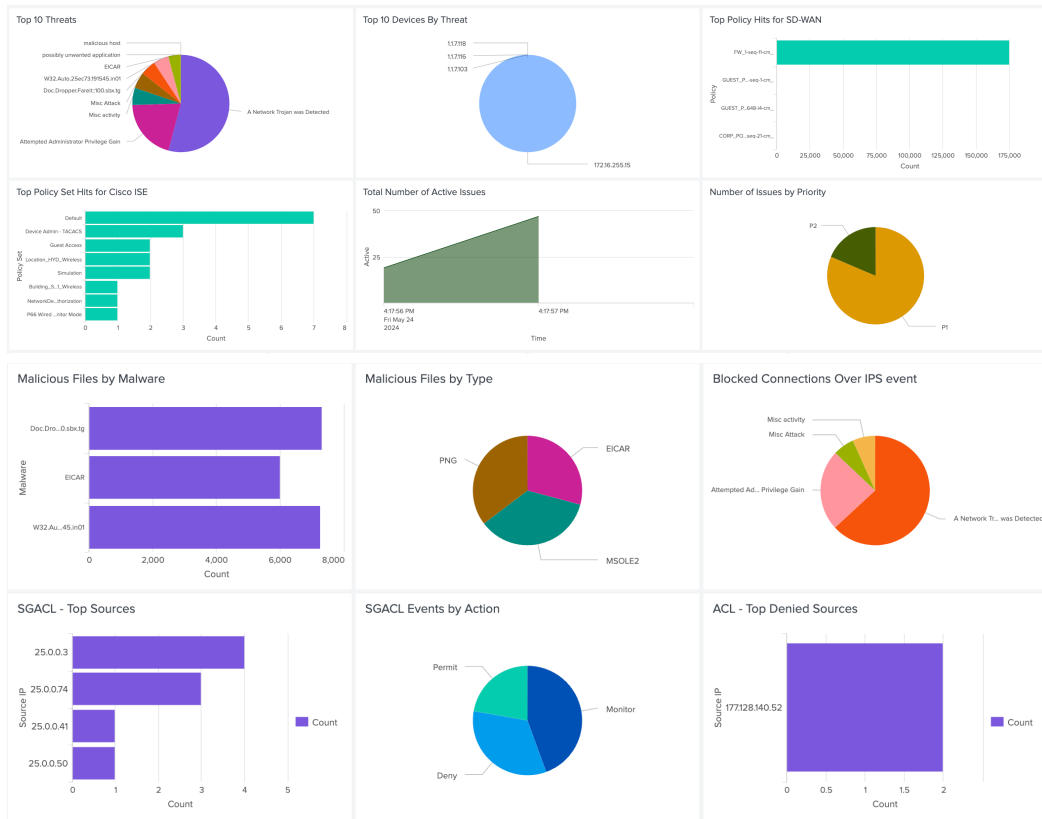 Top 10 Threats
malicious host
possibly unwanted application
EICAR
W32.Auto.25ec73.191545.in01
Doc.Dropper.Fareit::100.sbx.tg
Misc Attack
Misc activity
A Network Trojan was Detected
Attempted Administrator Privilege Gain
Top 10 Devices By Threat
1.1.7.118
1.1.7.116
1.1.7.103
172.16.255.15
Top Policy Hits for SD-WAN
Policy
FW_1-seq-11-cm_
GUEST_P...-seq-1-cm_
GUEST_P...648-I4-cm_
CORP_PO...seq-21-cm_
0 25,000 50,000 75,000 100,000 125,000 150,000 175,000
Count
Top Policy Set Hits for Cisco ISE
Policy Set
Default
Device Admin - TACACS
Guest Access
Location_HYD_Wireless
Simulation
Building_S...1_Wireless
NetworkDe...thorization
P66 Wired ...nitor Mode
0 1 2 3 4 5 6 7 8
Count
Total Number of Active Issues
Active
50
25
4:17:56 PM 4:17:57 PM
Fri May 24
2024
Time
Number of Issues by Priority
P2
P1
Malicious Files by Malware
Malware
Doc.Dro...0.sbx.tg
EICAR
W32.Au...45.in01
0 2,000 4,000 6,000 8,000
Count
Malicious Files by Type
PNG
EICAR
MSOLE2
Blocked Connections Over IPS event
Misc activity
Misc Attack
Attempted Ad... Privilege Gain
A Network Tr... was Detected
SGACL - Top Sources
Source IP
25.0.0.3
25.0.0.74
25.0.0.41
25.0.0.50
0 1 2 3 4 5
Count
Count
SGACL Events by Action
Permit
Monitor
Deny
ACL - Top Denied Sources
Source IP
177.128.140.52
0 0.5 1 1.5 2
Count
Count